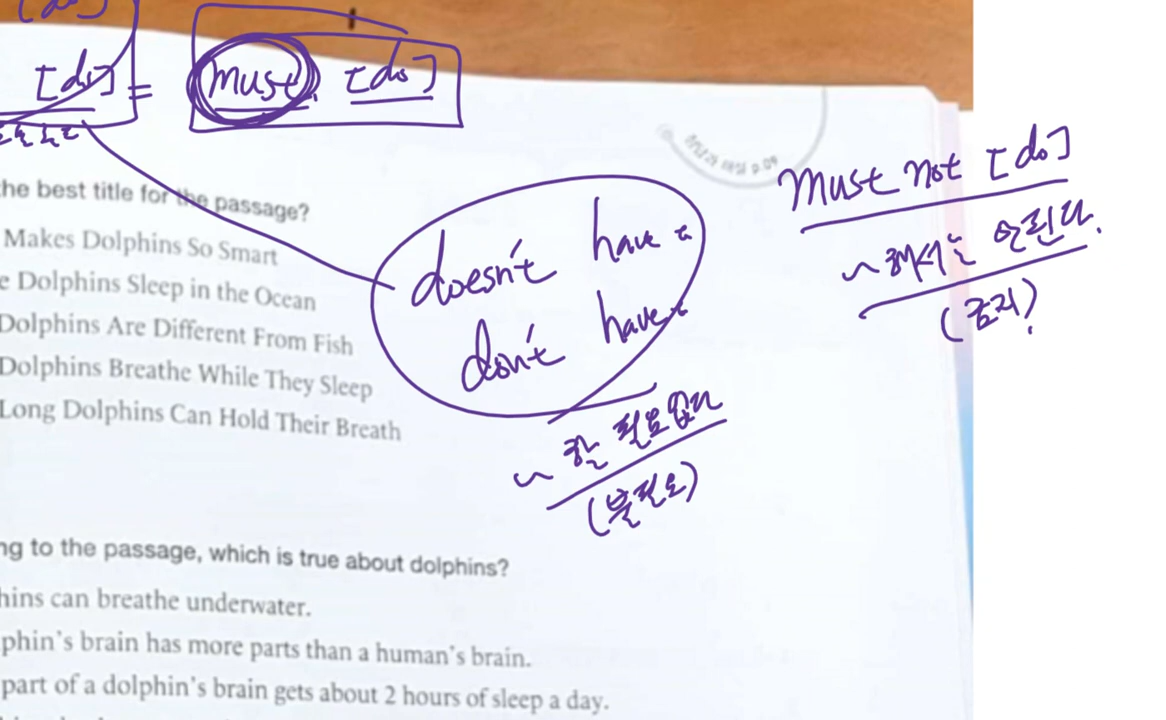 [do]
[do] = must [do]
Must not [do]
~ 해서는 안 된다.
(금지)
he best title for the passage?
Makes Dolphins So Smart
e Dolphins Sleep in the Ocean
Dolphins Are Different From Fish
Dolphins Breathe While They Sleep
Long Dolphins Can Hold Their Breath
doesn't have
don't have
~ 할 필요 없다
(불필요)
ng to the passage, which is true about dolphins?
hins can breathe underwater.
phin's brain has more parts than a human's brain.
part of a dolphin's brain gets about 2 hours of sleep a day.